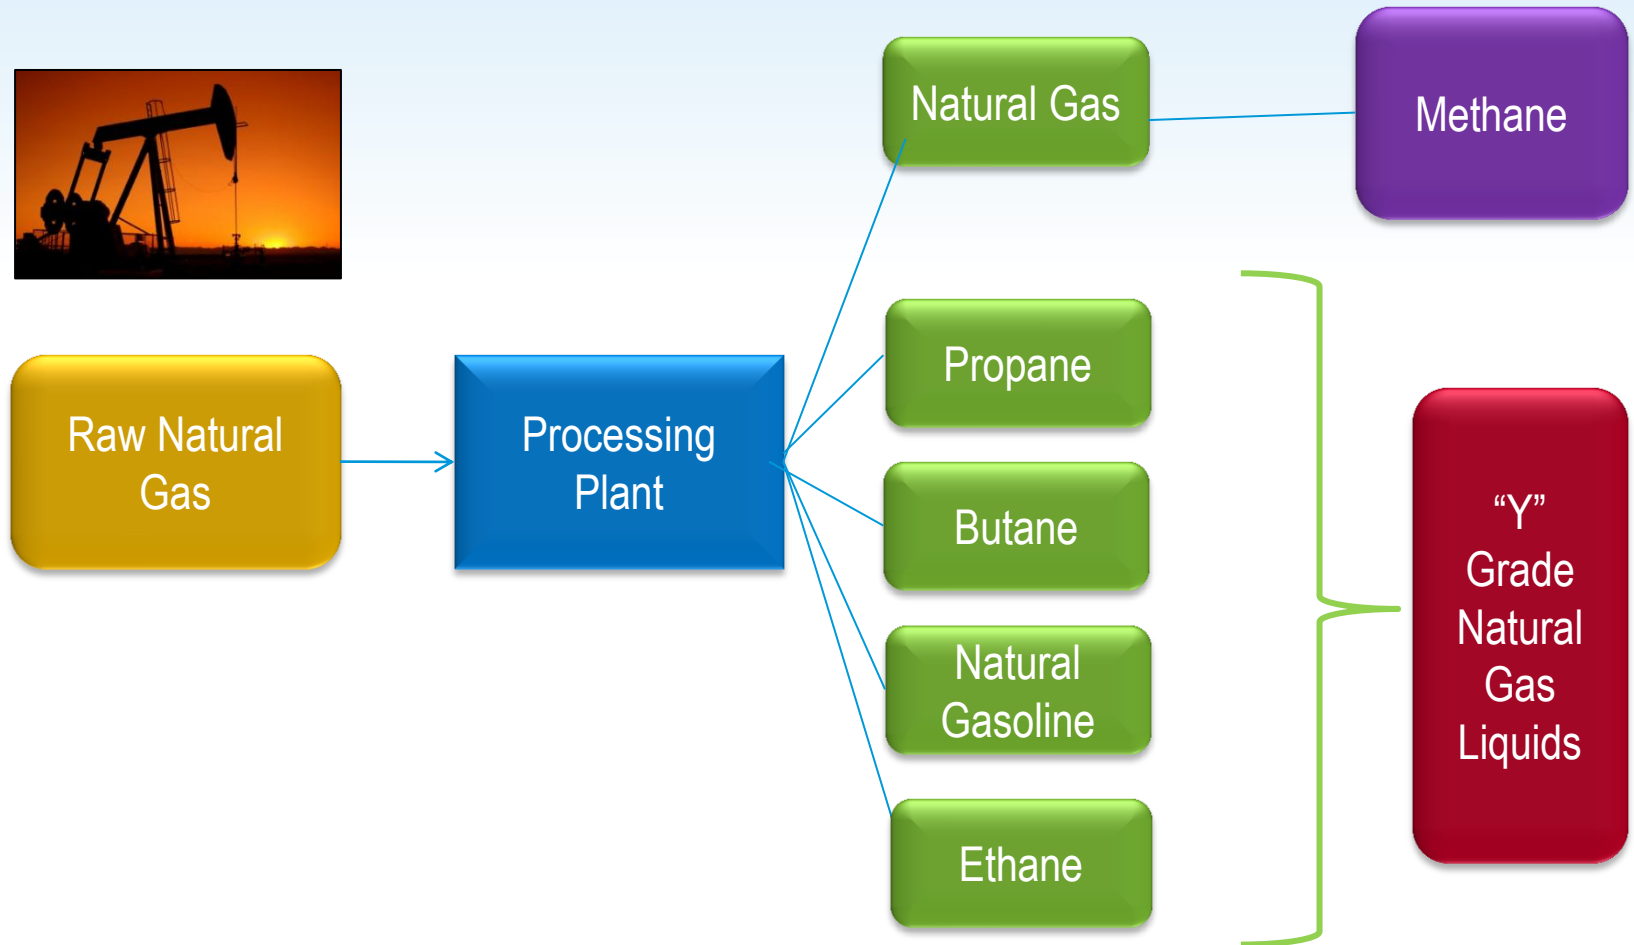 Natural Gas
Methane
Propane
Raw Natural
Gas
Processing
Plant
Butane
Natural
Gasoline
Ethane
“Y”
Grade
Natural
Gas
Liquids